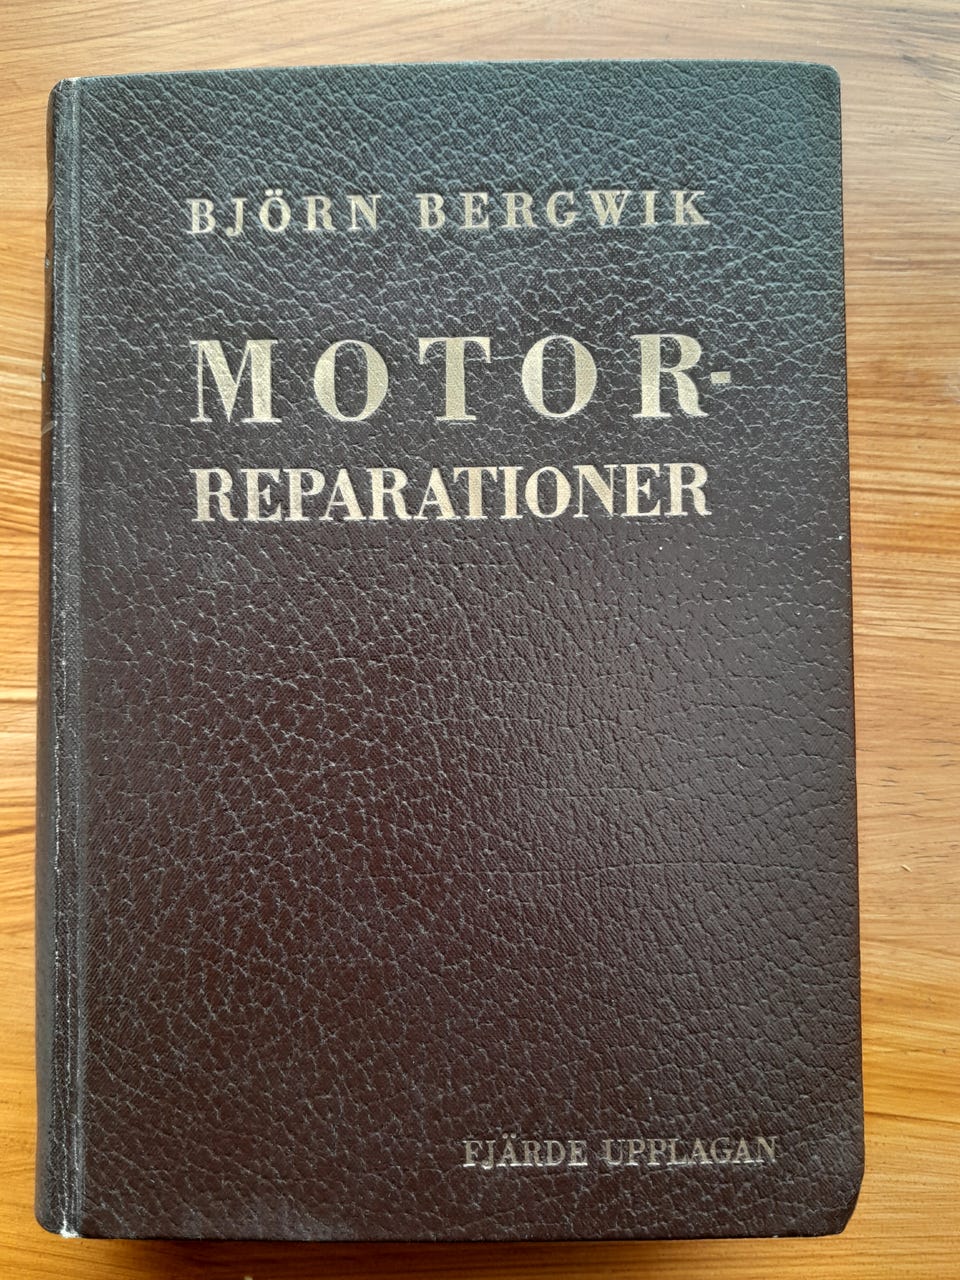 BJÖRN BERGWIK
MOTOR-
REPARATIONER
FJÄRDE UPPLAGAN